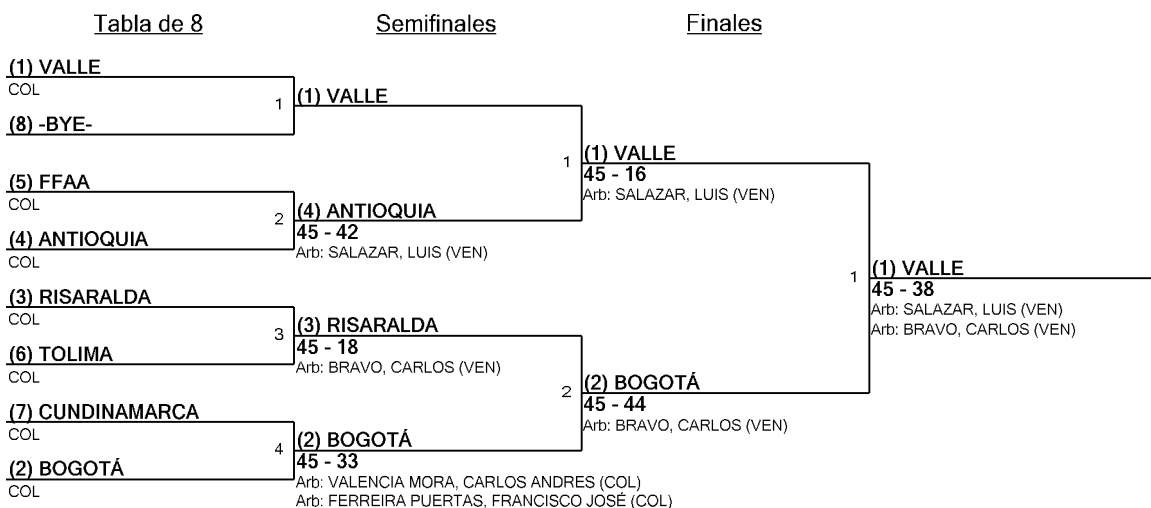 Tabla de 8
Semifinales
Finales
(1) VALLE
COL
(8) -BYE-
(5) FFAA
COL
(4) ANTIOQUIA
COL
(3) RISARALDA
COL
(6) TOLIMA
COL
(7) CUNDINAMARCA
COL
(2) BOGOTÁ
COL
1
(1) VALLE
2
(4) ANTIOQUIA
45 - 42
Arb: SALAZAR, LUIS (VEN)
3
(3) RISARALDA
45 - 18
Arb: BRAVO, CARLOS (VEN)
4
(2) BOGOTÁ
45 - 33
Arb: VALENCIA MORA, CARLOS ANDRES (COL)
Arb: FERREIRA PUERTAS, FRANCISCO JOSÉ (COL)
1
(1) VALLE
45 - 16
Arb: SALAZAR, LUIS (VEN)
2
(2) BOGOTÁ
45 - 44
Arb: BRAVO, CARLOS (VEN)
1
(1) VALLE
45 - 38
Arb: SALAZAR, LUIS (VEN)
Arb: BRAVO, CARLOS (VEN)